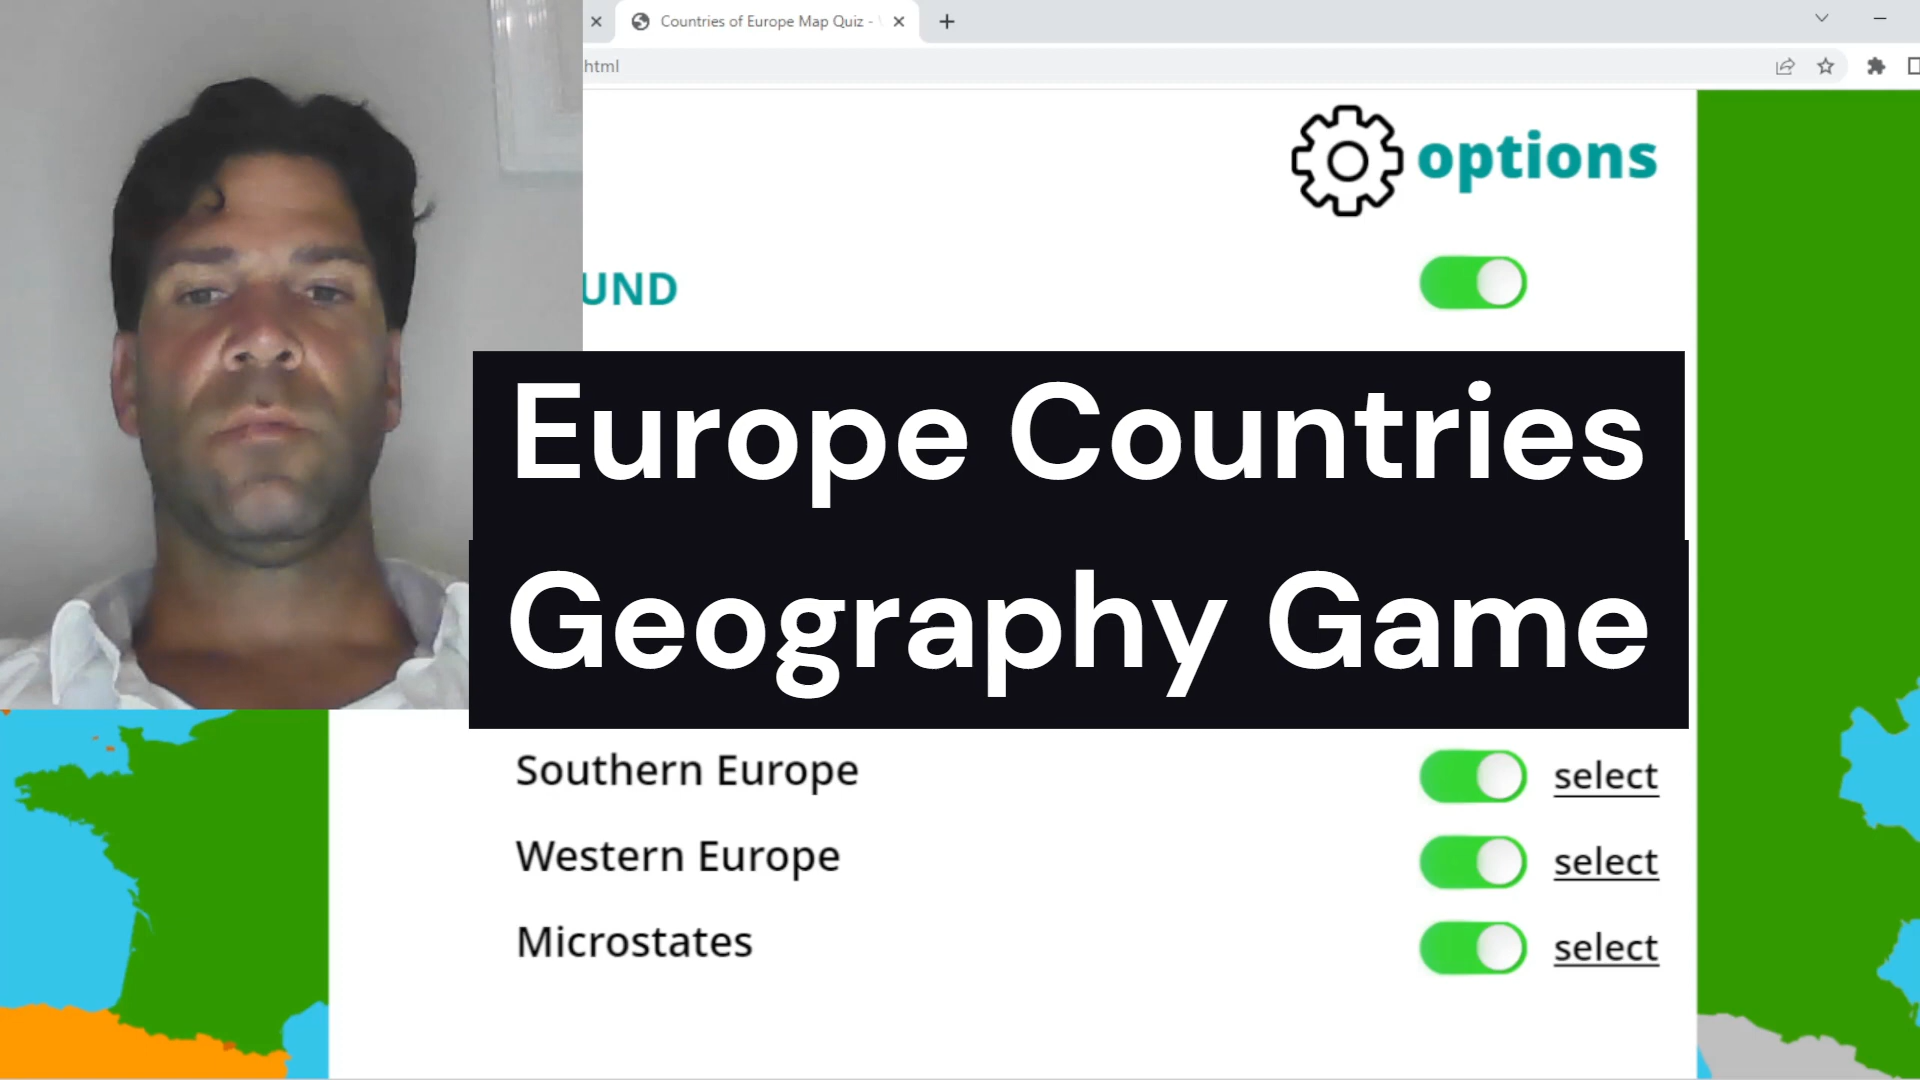 Countries of Europe Map Quiz -
html
options
UND
Europe Countries
Geography Game
Southern Europe
select
Western Europe
select
Microstates
select